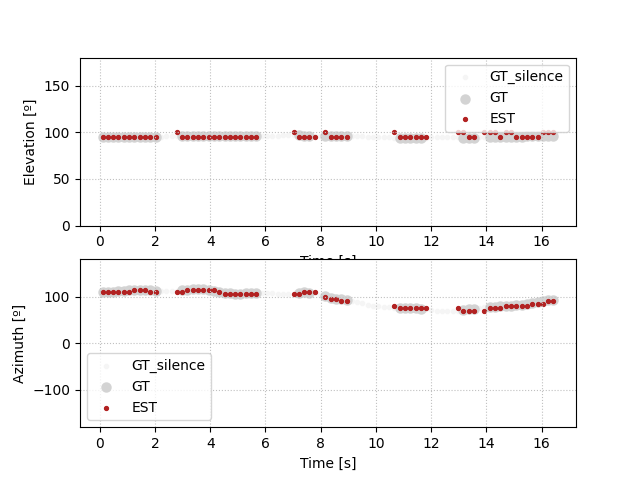 Elevation [º]
150
100
50
0
GT_silence
GT
EST
0 2 4 6 8 10 12 14 16
Time [s]
Azimuth [º]
100
0
−100
GT_silence
GT
EST
0 2 4 6 8 10 12 14 16
Time [s]